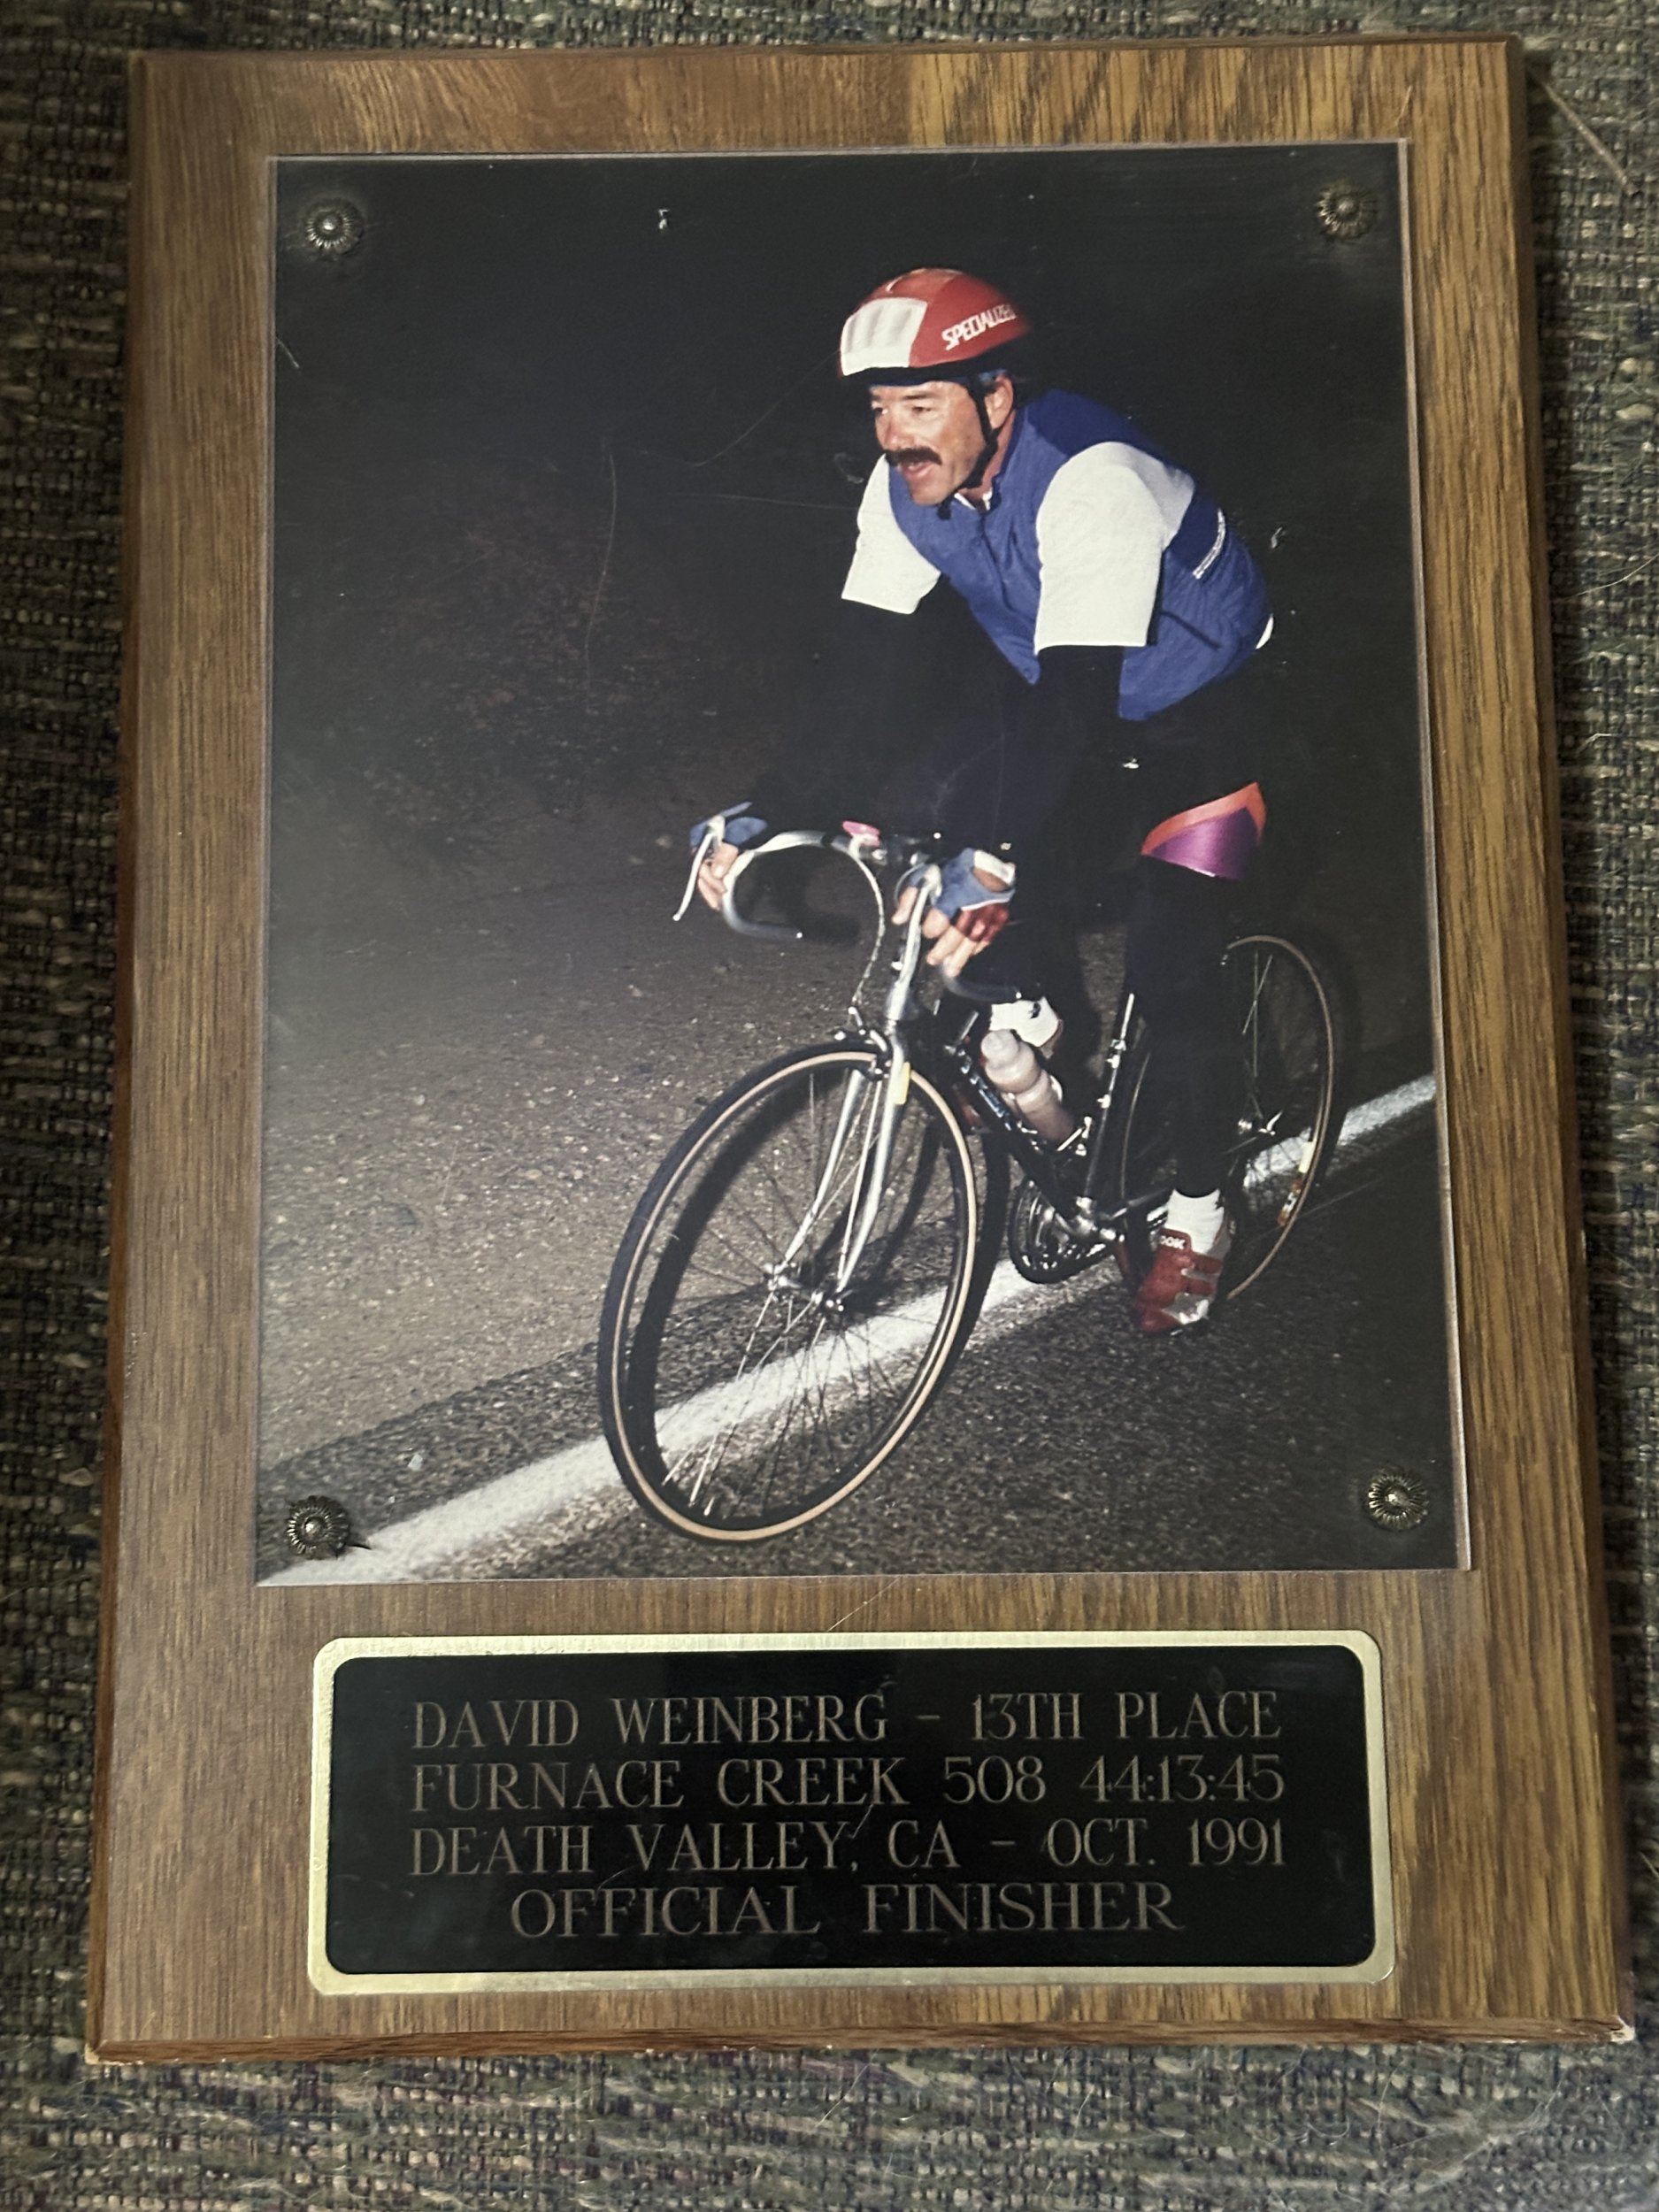 SPECIALIZED
DAVID WEINBERG - 13TH PLACE
FURNACE CREEK 508 44:13:45
DEATH VALLEY, CA - OCT. 1991
OFFICIAL FINISHER